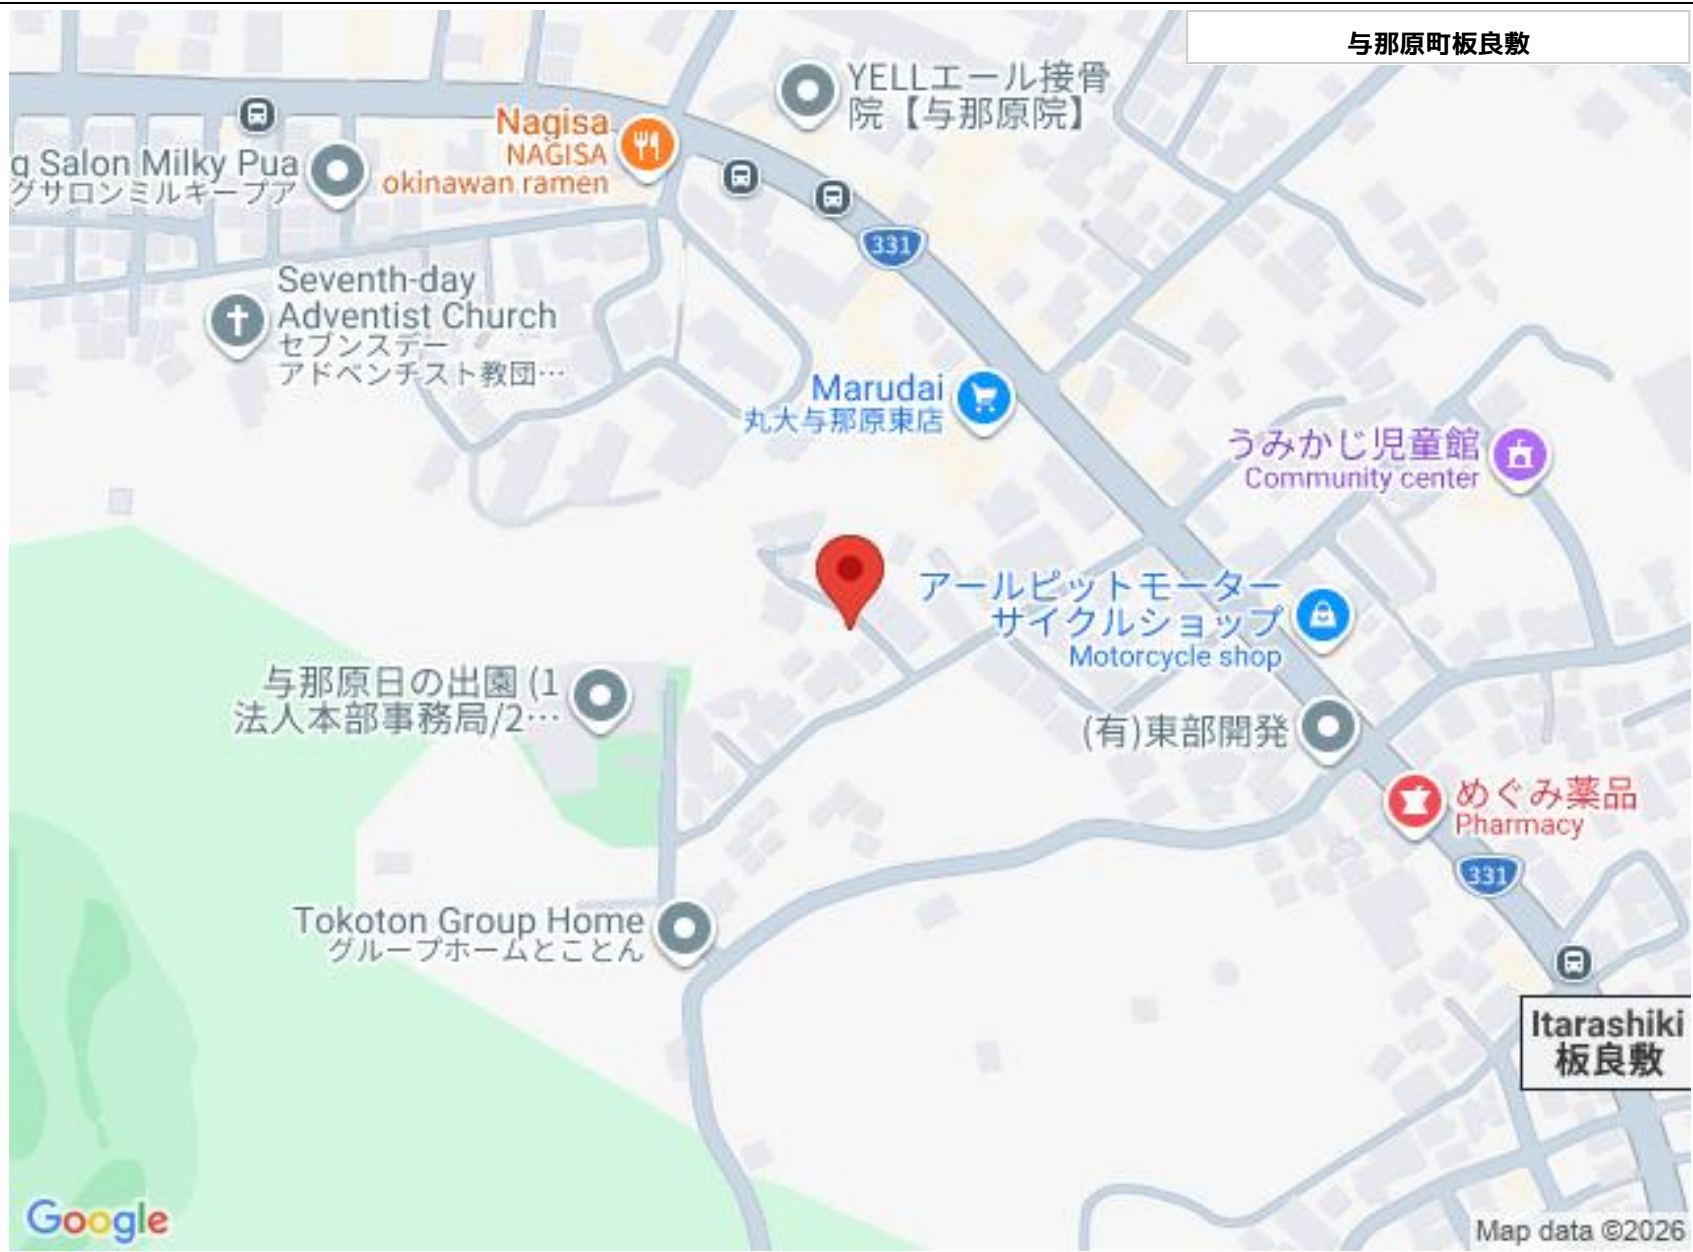 与那原町板良敷
YELLエール接骨
院【与那原院】
Nagisa
NAGISA
okinawan ramen
g Salon Milky Pua
グサロンミルキープア
331
Seventh-day
Adventist Church
セブンスデー
アドベンチスト教団…
Marudai
丸大与那原東店
うみかじ児童館
Community center
アールピットモーター
サイクルショップ
Motorcycle shop
与那原日の出園 (1
法人本部事務局/2…
(有)東部開発
めぐみ薬品
Pharmacy
331
Tokoton Group Home
グループホームとことん
Itarashiki
板良敷
Google
Map data ©2026